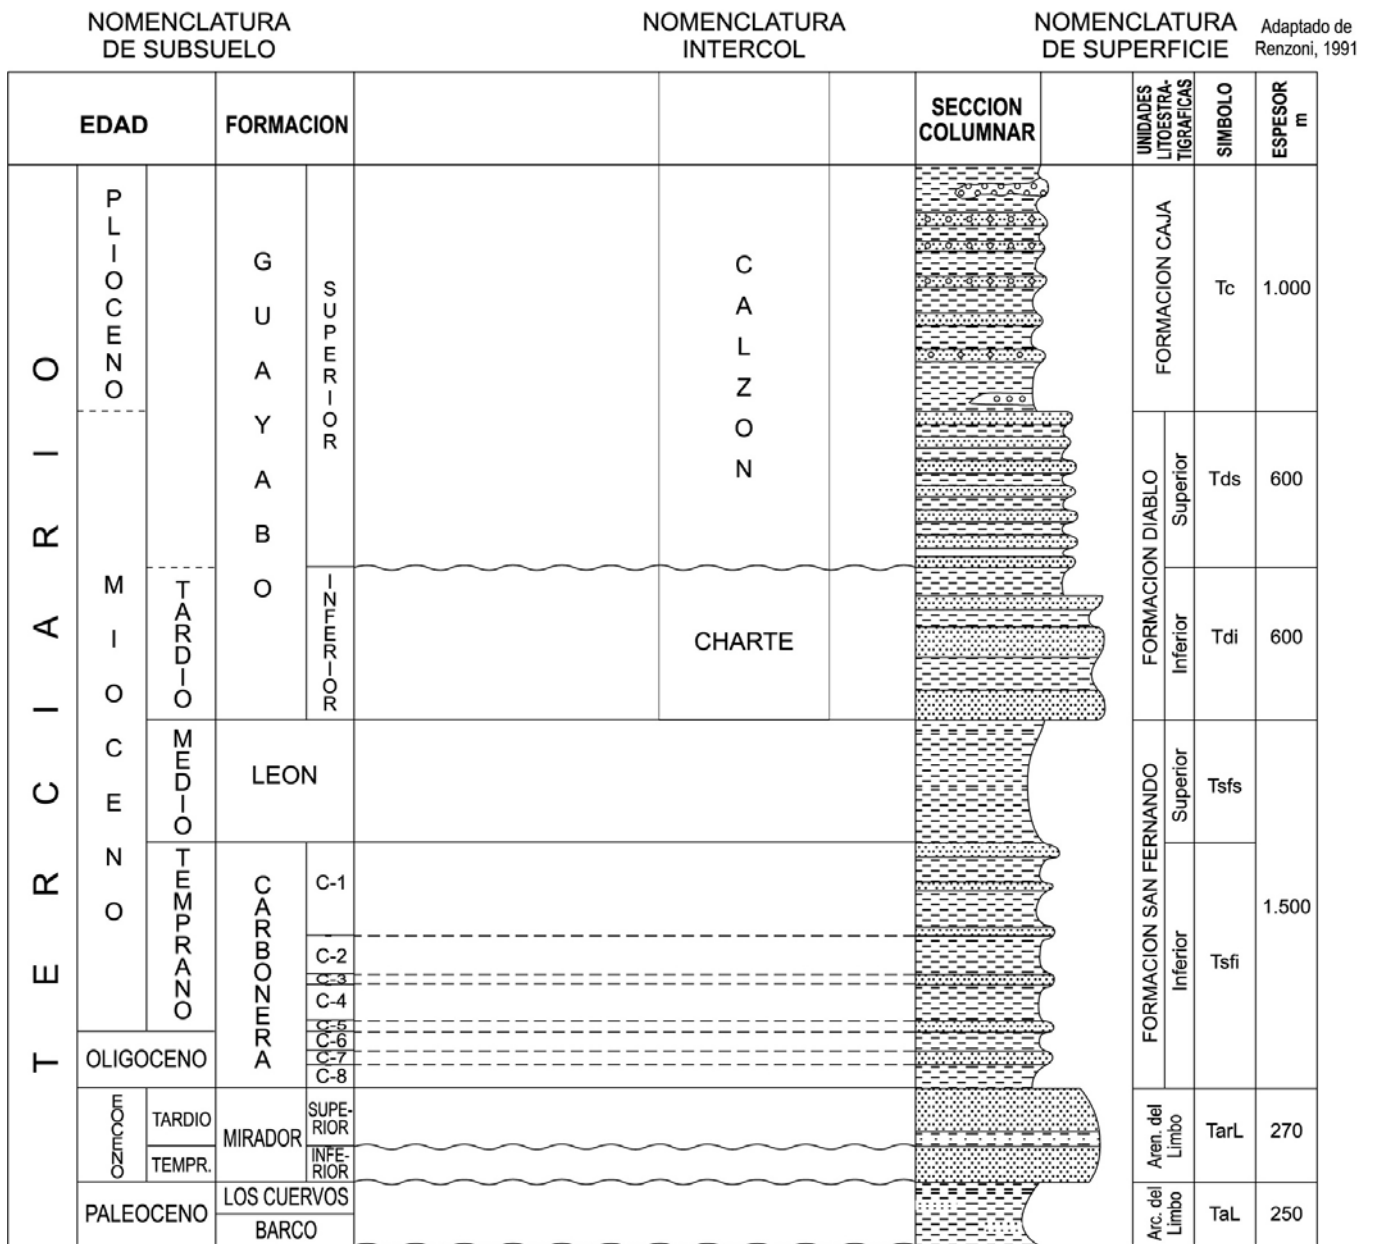 NOMENCLATURA
DE SUBSUELO
NOMENCLATURA
INTERCOL
NOMENCLATURA
DE SUPERFICIE
Adaptado de
Renzoni, 1991
EDAD
FORMACION
SECCION
COLUMNAR
UNIDADES
LITOESTRA-
TIGRAFICAS
SIMBOLO
ESPESOR
m
TERCIARIO
PLIOCENO
MIOCENO
TARDIO
MEDIO
TEMPRANO
OLIGOCENO
EOCENO
TARDIO
TEMPR.
PALEOCENO
GUAYABO
SUPERIOR
INFERIOR
LEON
CARBONERA
C-1
C-2
C-3
C-4
C-5
C-6
C-7
C-8
MIRADOR
SUPE-
RIOR
INFE-
RIOR
LOS CUERVOS
BARCO
CALZON
CHARTE
FORMACION CAJA
Tc
1.000
FORMACION DIABLO
Superior
Tds
600
Inferior
Tdi
600
FORMACION SAN FERNANDO
Superior
Tsfs
Inferior
Tsfi
1.500
Aren. del
Limbo
TarL
270
Arc. del
Limbo
TaL
250